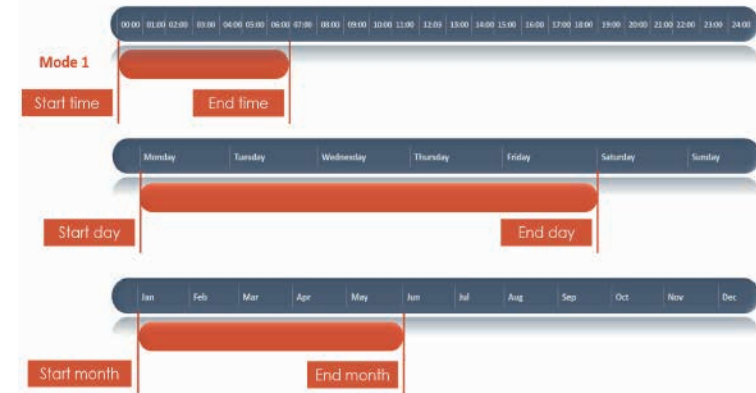 00:00 01:00 02:00 03:00 04:00 05:00 06:00 07:00 08:00 09:00 10:00 11:00 12:00 13:00 14:00 15:00 16:00 17:00 18:00 19:00 20:00 21:00 22:00 23:00 24:00
Mode 1
Start time End time
Monday Tuesday Wednesday Thursday Friday Saturday Sunday
Start day End day
Jan Feb Mar Apr May Jun Jul Aug Sep Oct Nov Dec
Start month End month